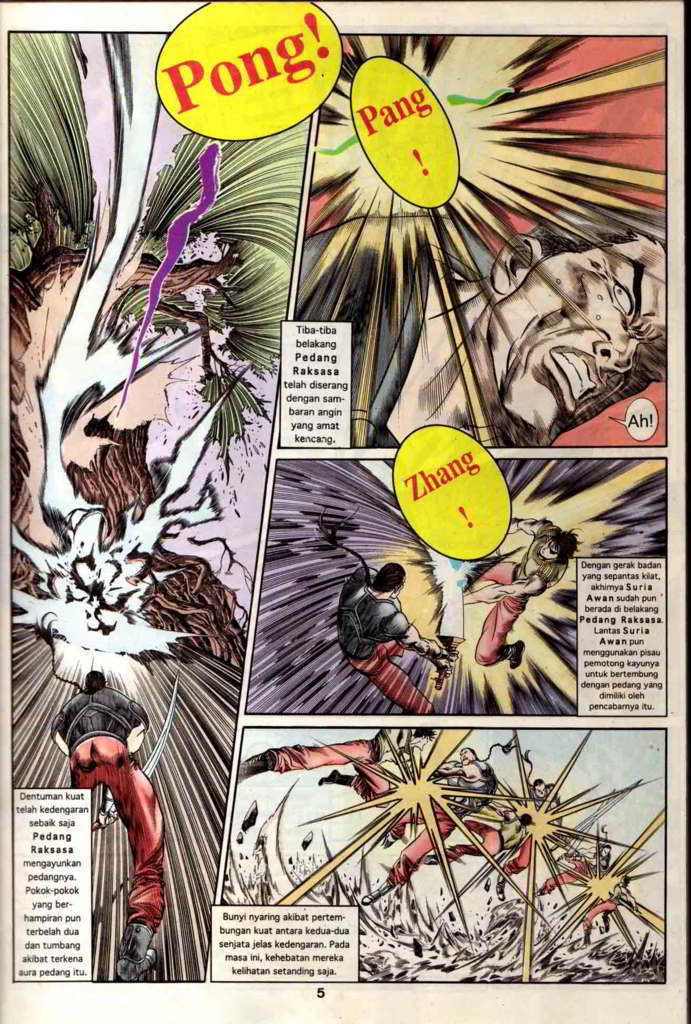 Pong!
Dentuman kuat
telah kedengaran
sebaik saja
Pedang
Raksasa
mengayunkan
pedangnya.
Pokok-pokok
yang ber-
hampiran pun
terbelah dua
dan tumbang
akibat terkena
aura pedang itu.
Pang
!
Tiba-tiba
belakang
Pedang
Raksasa
telah diserang
dengan sam-
baran angin
yang amat
kencang.
Ah!
Zhang
!
Dengan gerak badan
yang sepantas kilat,
akhirnya Suria
Awan sudah pun
berada di belakang
Pedang Raksasa.
Lantas Suria
Awan pun
menggunakan pisau
pemotong kayunya
untuk bertembung
dengan pedang yang
dimiliki oleh
pencabarnya itu.
Bunyi nyaring akibat pertem-
bungan kuat antara kedua-dua
senjata jelas kedengaran. Pada
masa ini, kehebatan mereka
kelihatan setanding saja.
5